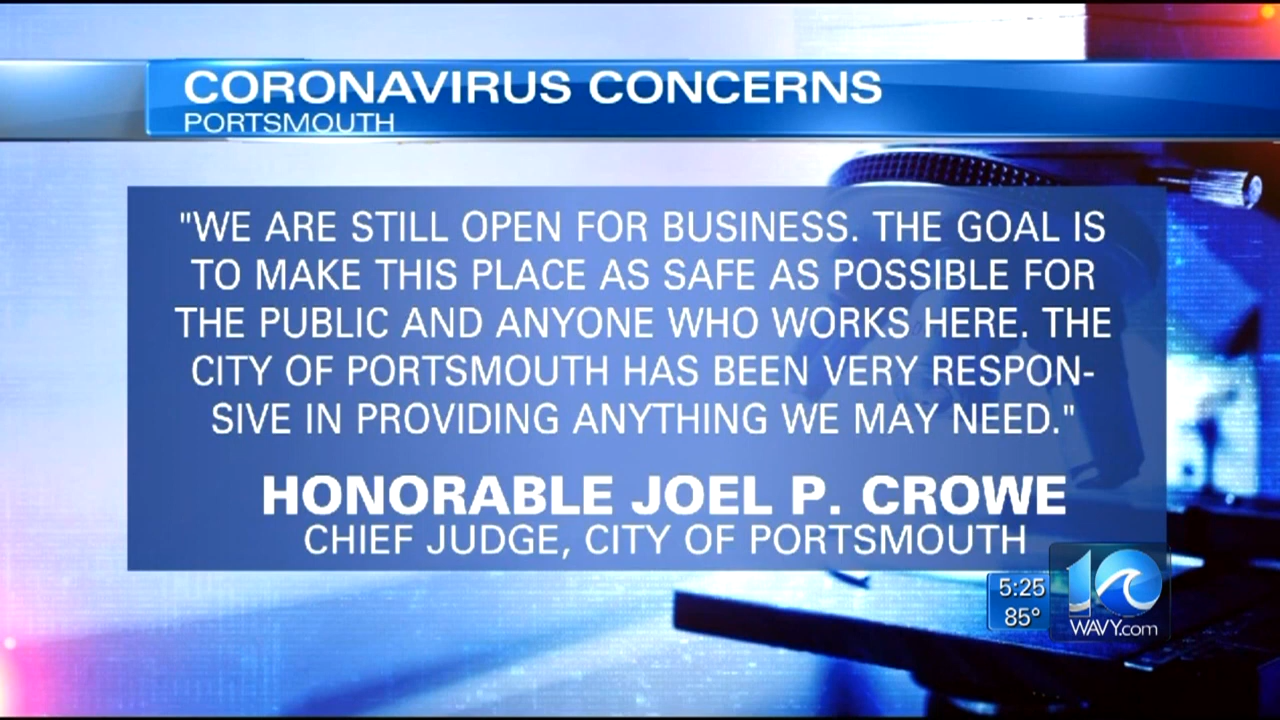 CORONAVIRUS CONCERNS
PORTSMOUTH
"WE ARE STILL OPEN FOR BUSINESS. THE GOAL IS
TO MAKE THIS PLACE AS SAFE AS POSSIBLE FOR
THE PUBLIC AND ANYONE WHO WORKS HERE. THE
CITY OF PORTSMOUTH HAS BEEN VERY RESPON-
SIVE IN PROVIDING ANYTHING WE MAY NEED."
HONORABLE JOEL P. CROWE
CHIEF JUDGE, CITY OF PORTSMOUTH
5:25
85°
10
WAVY.com